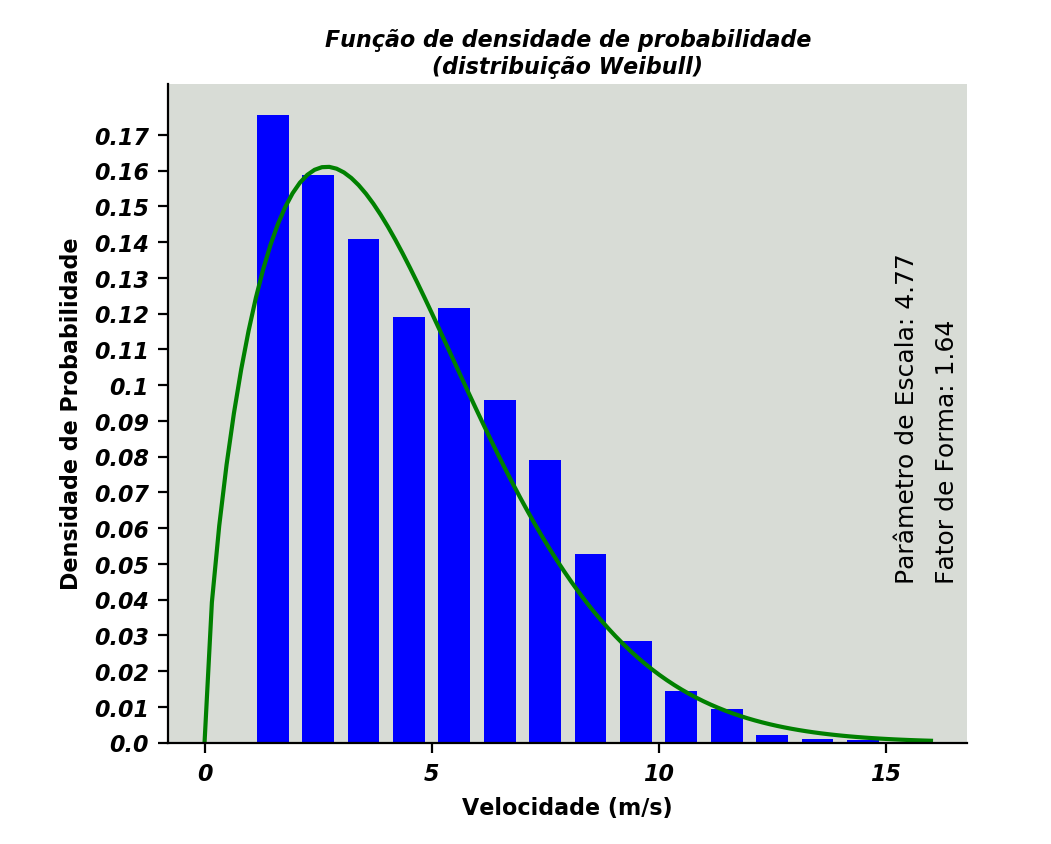 Função de densidade de probabilidade
(distribuição Weibull)
0.17
0.16
0.15
0.14
0.13
0.12
0.11
0.1
0.09
0.08
0.07
0.06
0.05
0.04
0.03
0.02
0.01
0.0
Densidade de Probabilidade
Parâmetro de Escala: 4.77
Fator de Forma: 1.64
0 5 10 15
Velocidade (m/s)